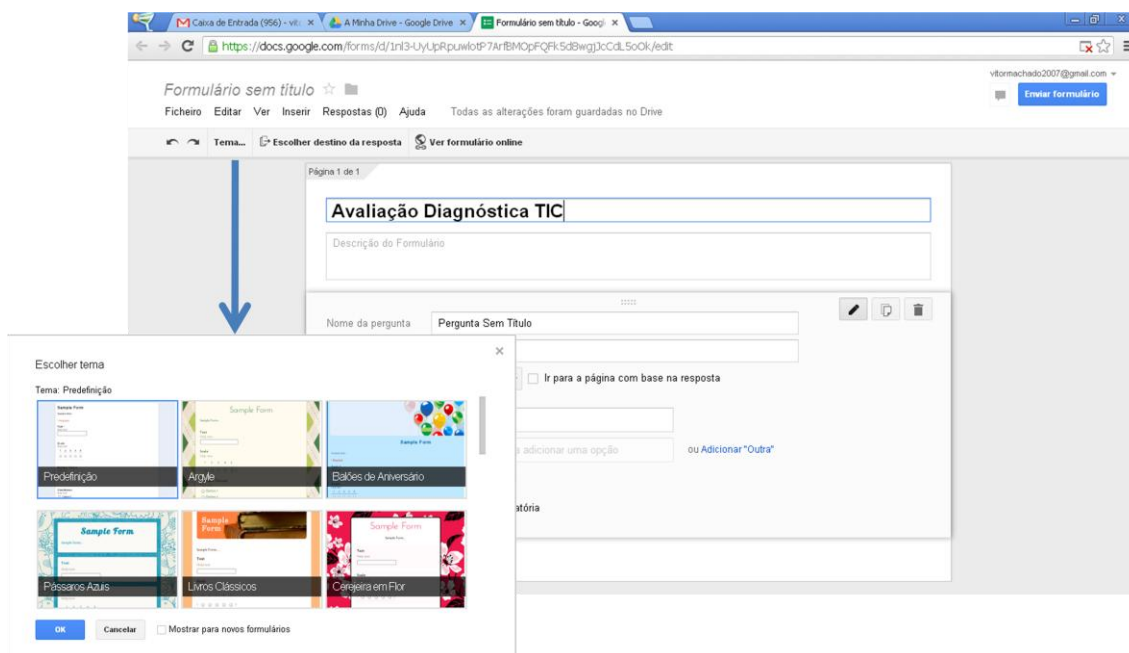 Caixa de Entrada (956) - vit
A Minha Drive - Google Drive
Formulário sem título - Googl
https://docs.google.com/forms/d/1nl3-UyUpRpuwlotP7ArfBMOpFQFk5dBwgJJcCdL5oOk/edit
vitormachado2007@gmail.com
Formulário sem título
Enviar formulário
Ficheiro Editar Ver Inserir Respostas (0) Ajuda Todas as alterações foram guardadas no Drive
Tema... Escolher destino da resposta Ver formulário online
Página 1 de 1
Avaliação Diagnóstica TIC
Descrição do Formulário
Nome da pergunta Pergunta Sem Título
Ir para a página com base na resposta
adicionar uma opção ou Adicionar "Outra"
atória
Escolher tema
Tema: Predefinição
Sample Form
Sample Form
Sample Form
Predefinição
Argyle
Balões de Aniversário
Sample Form
Sample Form
Sample Form
Pássaros Azuis
Livros Clássicos
Cerejeira em Flor
OK Cancelar Mostrar para novos formulários